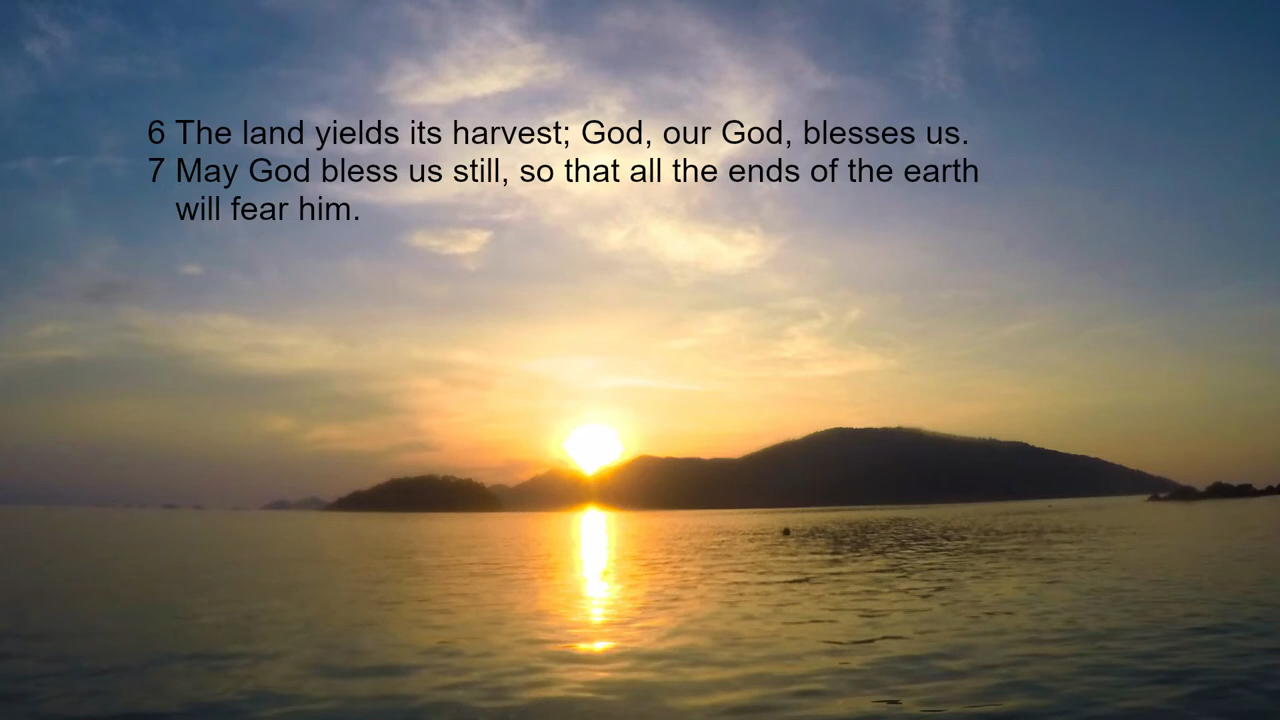 6 The land yields its harvest; God, our God, blesses us.
7 May God bless us still, so that all the ends of the earth
will fear him.